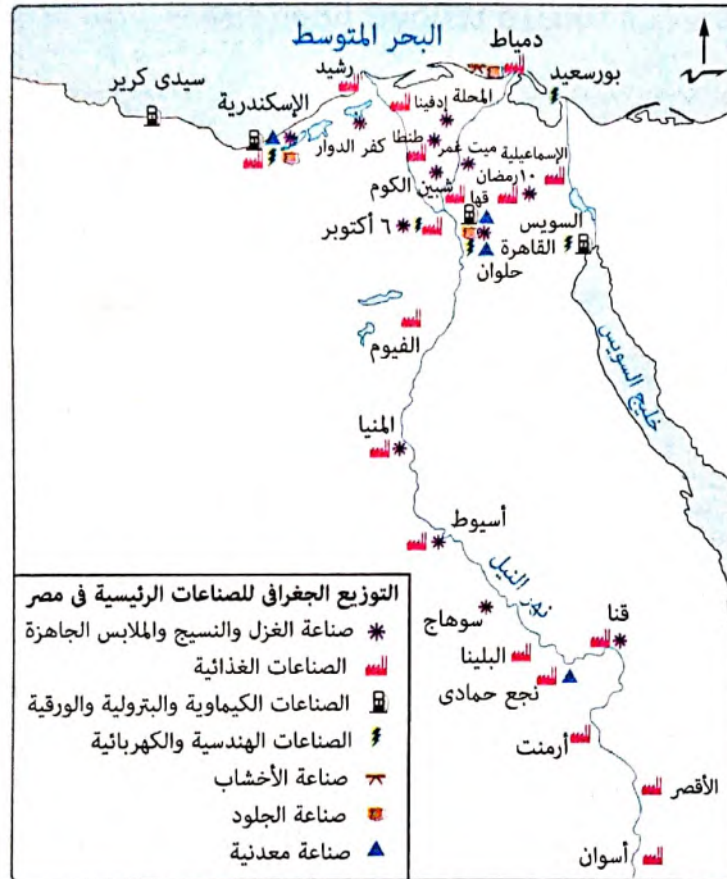 البحر المتوسط
دمياط
رشيد
بورسعيد
سيدى كرير
الإسكندرية
إدفينا
المحلة
كفر الدوار
طنطا
ميت غمر
الإسماعيلية
١٠ رمضان
شبين الكوم
قها
٦ أكتوبر
السويس
القاهرة
حلوان
خليج السويس
الفيوم
المنيا
أسيوط
نهر النيل
سوهاج
قنا
البلينا
نجع حمادى
أرمنت
الأقصر
أسوان
التوزيع الجغرافى للصناعات الرئيسية فى مصر
صناعة الغزل والنسيج والملابس الجاهزة
الصناعات الغذائية
الصناعات الكيماوية والبترولية والورقية
الصناعات الهندسية والكهربائية
صناعة الأخشاب
صناعة الجلود
صناعة معدنية